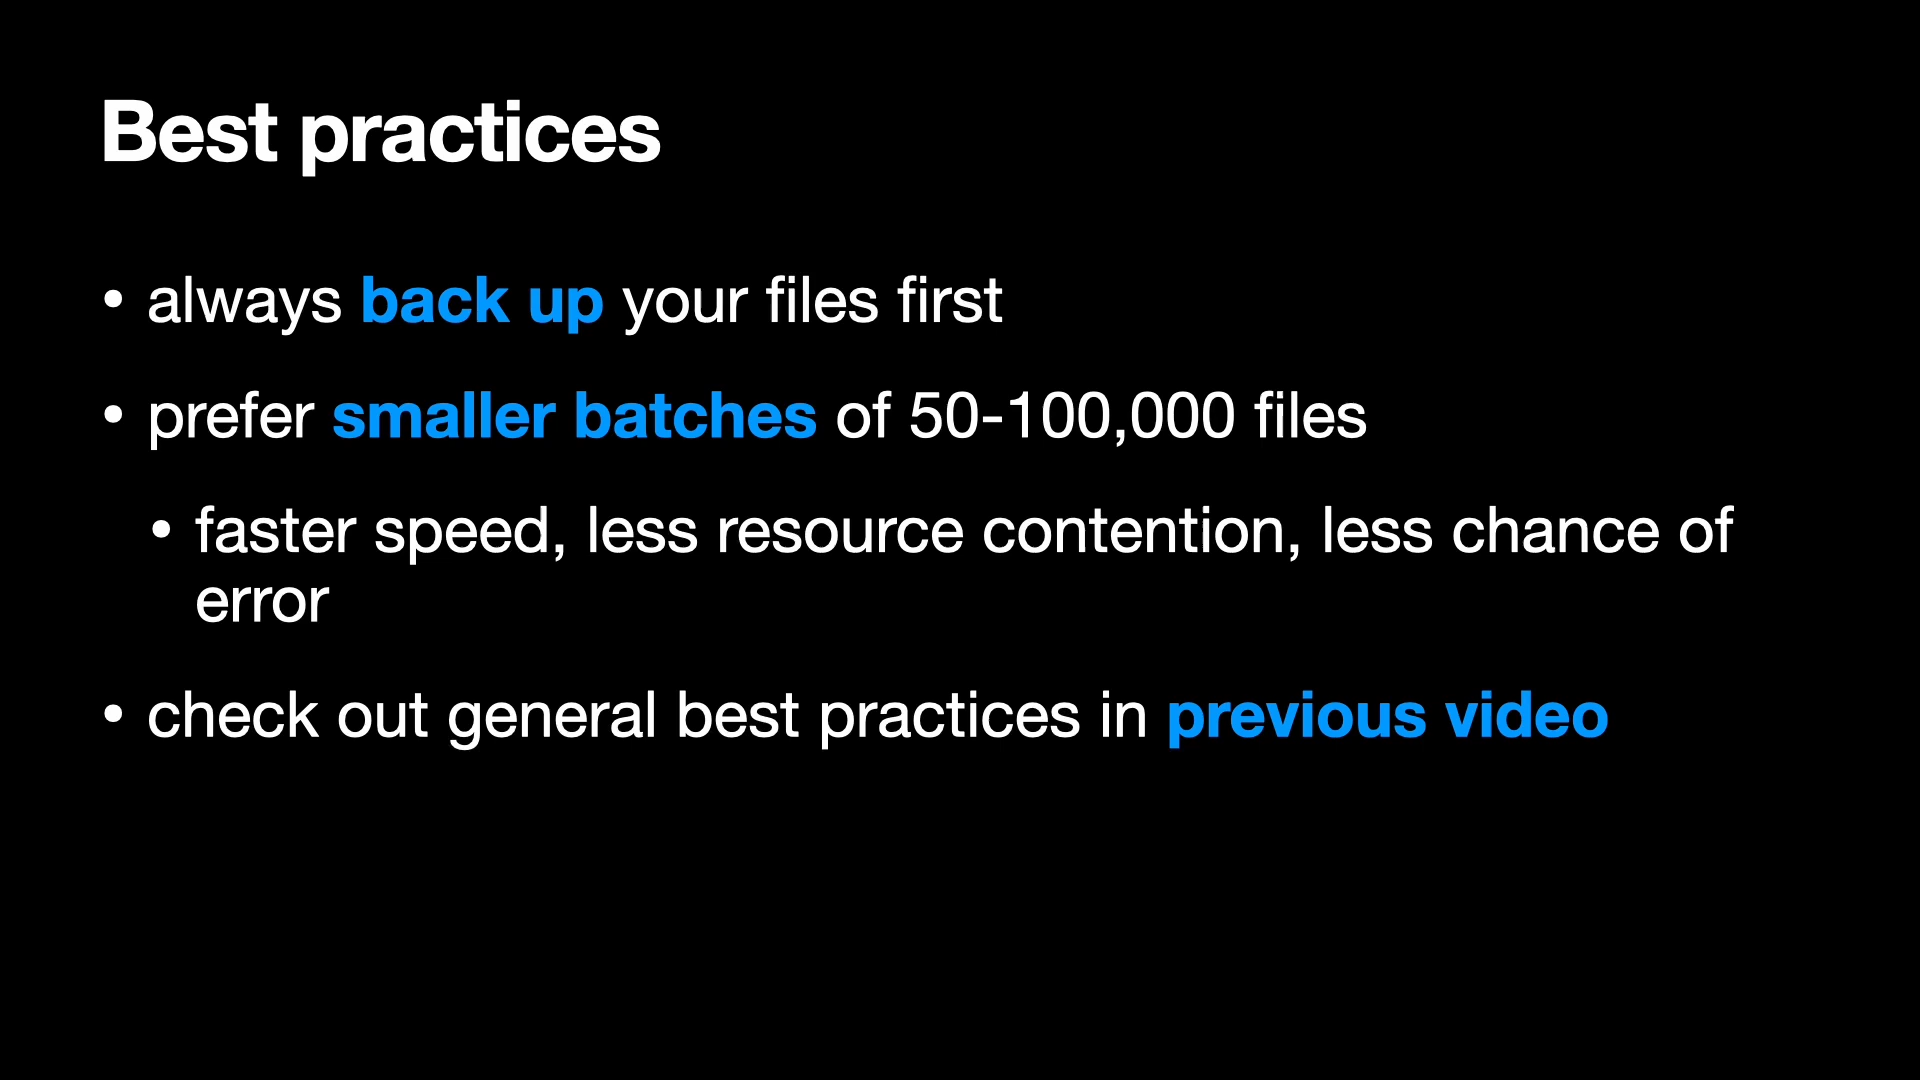 Best practices
• always back up your files first
• prefer smaller batches of 50-100,000 files
• faster speed, less resource contention, less chance of
error
• check out general best practices in previous video